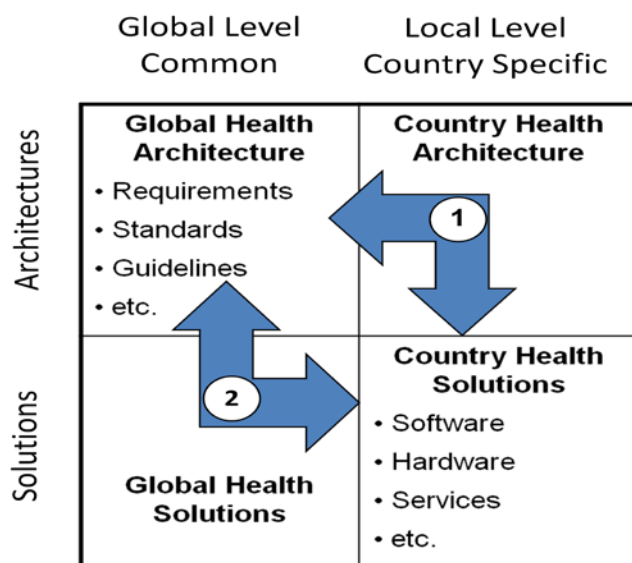 Global Level
Common
Local Level
Country Specific
Architectures
Global Health
Architecture
• Requirements
• Standards
• Guidelines
• etc.
Country Health
Architecture
1
Solutions
2
Global Health
Solutions
Country Health
Solutions
• Software
• Hardware
• Services
• etc.